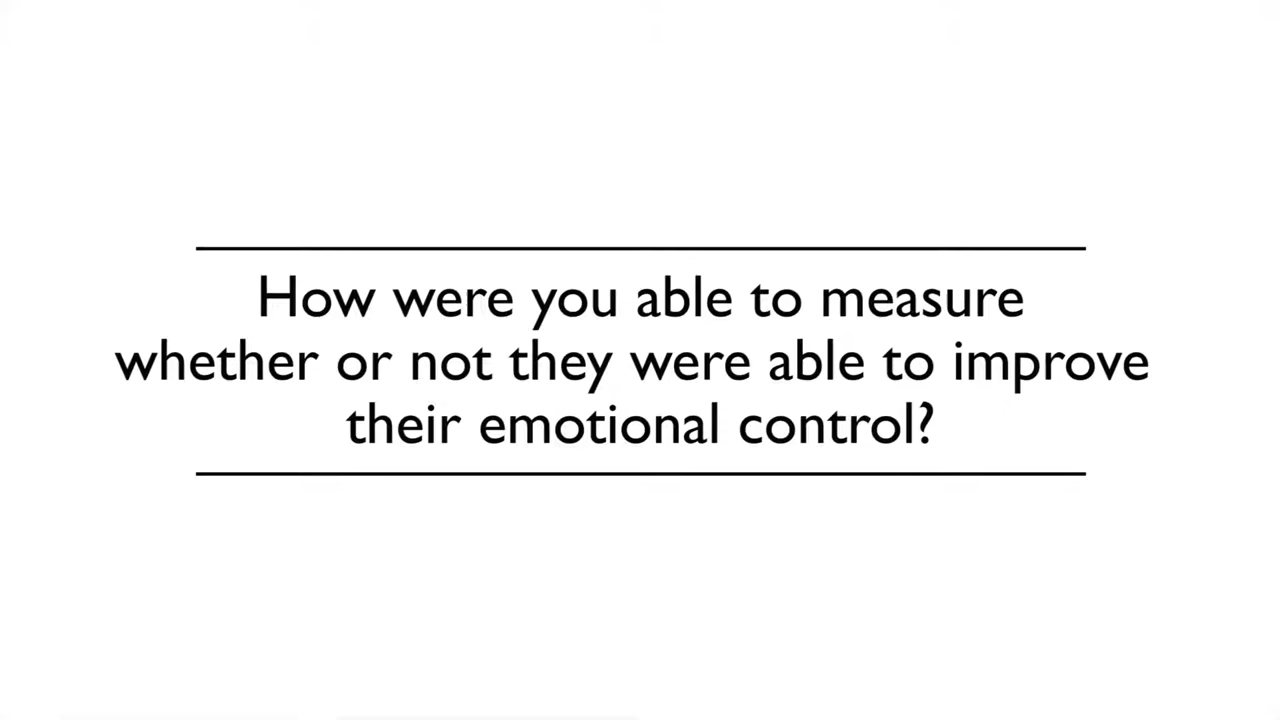 How were you able to measure
whether or not they were able to improve
their emotional control?